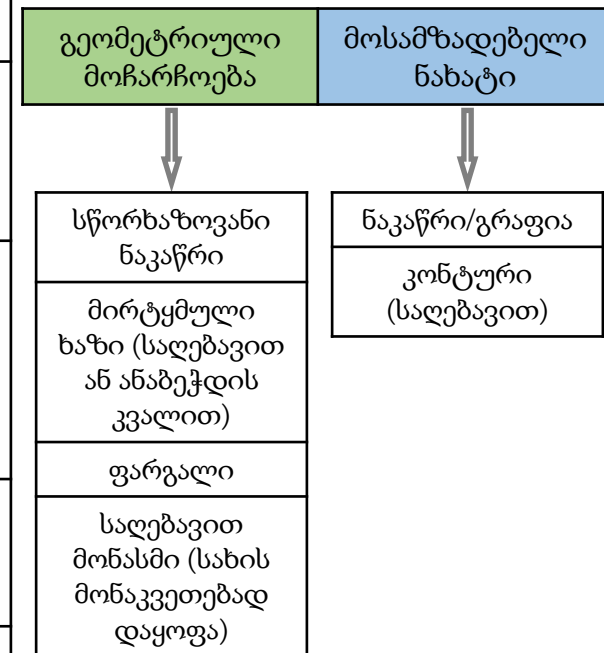 გეომეტრიული
მოჩარჩოება
მოსამზადებელი
ნახატი
სწორხაზოვანი
ნაკაწრი
მირტყმული
ხაზი (საღებავით
ან ანაბეჭდის
კვალით)
ფარგალი
საღებავით
მონასმი (სახის
მონაკვეთებად
დაყოფა)
ნაკაწრი/გრაფია
კონტური
(საღებავით)